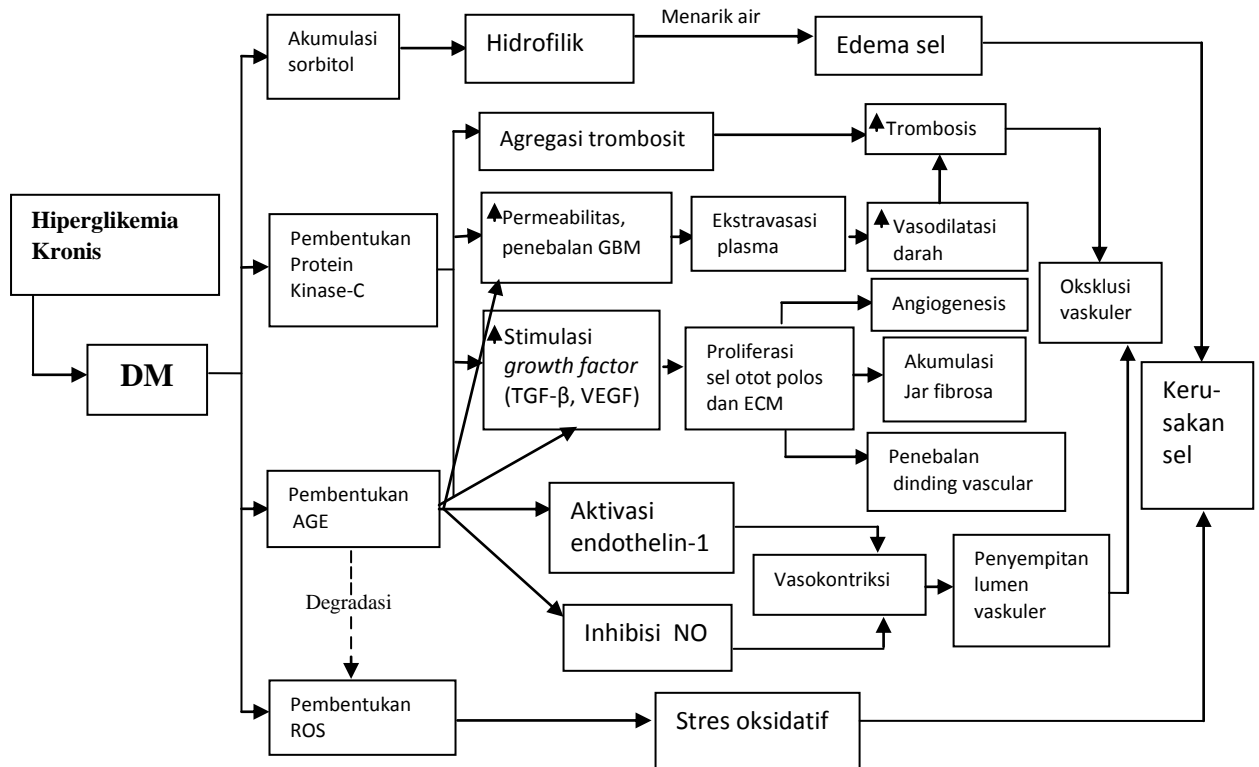 Menarik air
Akumulasi
sorbitol
Hidrofilik
Edema sel
Agregasi trombosit
Trombosis
Hiperglikemia
Kronis
Pembentukan
Protein
Kinase-C
Permeabilitas,
penebalan GBM
Ekstravasasi
plasma
Vasodilatasi
darah
Oksklusi
vaskuler
Angiogenesis
DM
Stimulasi
growth factor
(TGF-β, VEGF)
Proliferasi
sel otot polos
dan ECM
Akumulasi
Jar fibrosa
Keru-
sakan
sel
Penebalan
dinding vascular
Pembentukan
AGE
Aktivasi
endothelin-1
Vasokontriksi
Penyempitan
lumen
vaskuler
Degradasi
Inhibisi NO
Pembentukan
ROS
Stres oksidatif